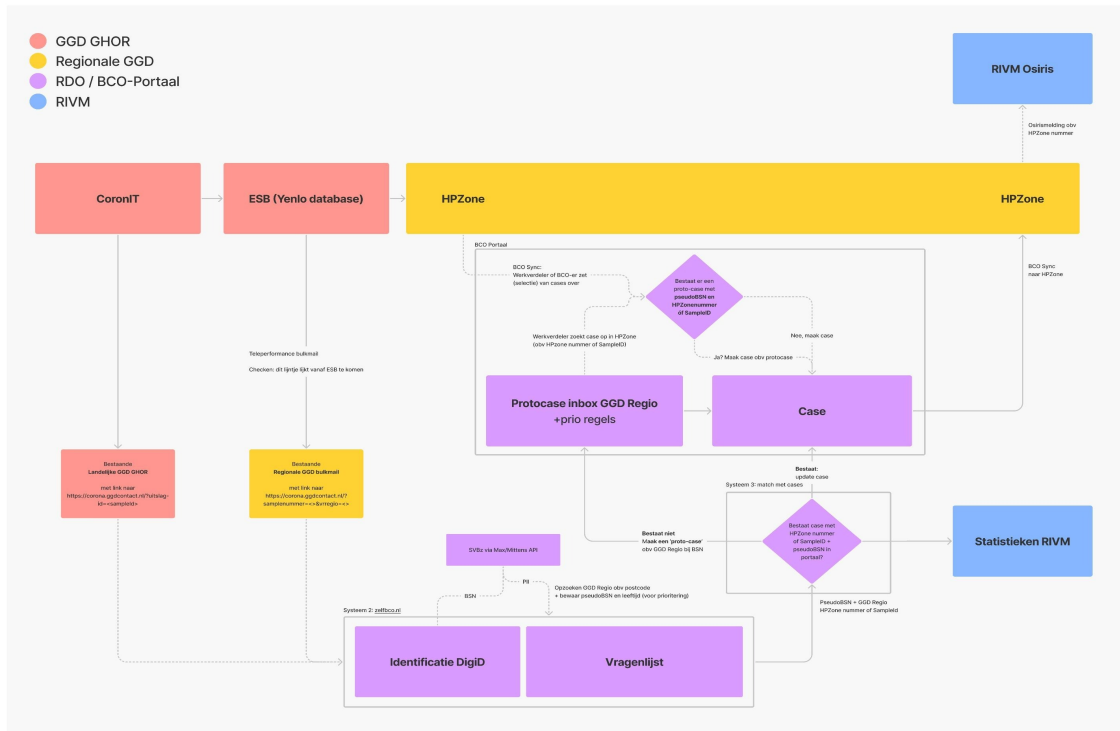 GGD GHOR
Regionale GGD
RDO / BCO-Portaal
RIVM
RIVM Osiris
Osirismelding obv
HPZone nummer
CoronIT
ESB (Yenlo database)
HPZone
HPZone
BCO Portaal
BCO Sync:
Werkverdeler of BCO-er zet
(selectie) van cases over
Bestaat er een
proto-case met
pseudoBSN en
HPZonenummer
óf SampleID
BCO Sync
naar HPZone
Werkverdeler zoekt case op in HPZone
(obv HPzone nummer of SampleID)
Nee, maak case
Ja? Maak case obv protocase
Teleperformance bulkmail
Checken: dit lijntje lijkt vanaf ESB te komen
Protocase inbox GGD Regio
+prio regels
Case
Bestaande
Landelijke GGD GHOR
met link naar
https://corona.ggdcontact.nl/?uitslag-
id=<sampleId>
Bestaande
Regionale GGD bulkmail
met link naar
https://corona.ggdcontact.nl/?
samplenummer=<>&vrregio=<>
Bestaat:
update case
Systeem 3: match met cases
Bestaat case met
HPZone nummer
of SampleID +
pseudoBSN in
portaal?
Statistieken RIVM
Bestaat niet
Maak een 'proto-case'
obv GGD Regio bij BSN
SVBz via Max/Mittens API
PII
BSN
Opzoeken GGD Regio obv postcode
+ bewaar pseudoBSN en leeftijd (voor prioritering)
PseudoBSN + GGD Regio
HPZone nummer of SampleId
Systeem 2: zelfbco.nl
Identificatie DigiD
Vragenlijst